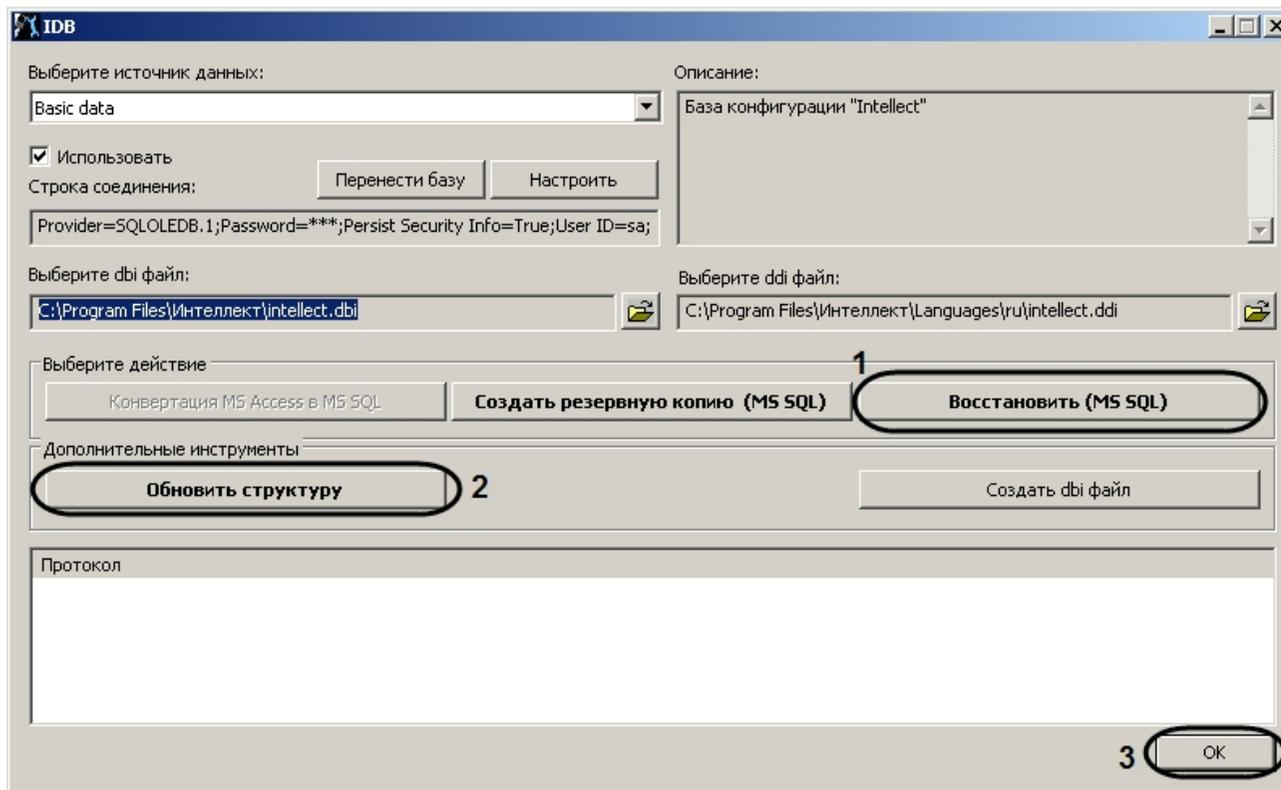 IDB
Выберите источник данных:
Описание:
Basic data
База конфигурации "Intellect"
Использовать
Строка соединения:
Перенести базу
Настроить
Provider=SQLOLEDB.1;Password=***;Persist Security Info=True;User ID=sa;
Выберите dbi файл:
Выберите ddi файл:
C:\Program Files\Интеллект\intellect.dbi
C:\Program Files\Интеллект\Languages\ru\intellect.ddi
Выберите действие
1
Конвертация MS Access в MS SQL
Создать резервную копию (MS SQL)
Восстановить (MS SQL)
Дополнительные инструменты
Обновить структуру
2
Создать dbi файл
Протокол
3
OK